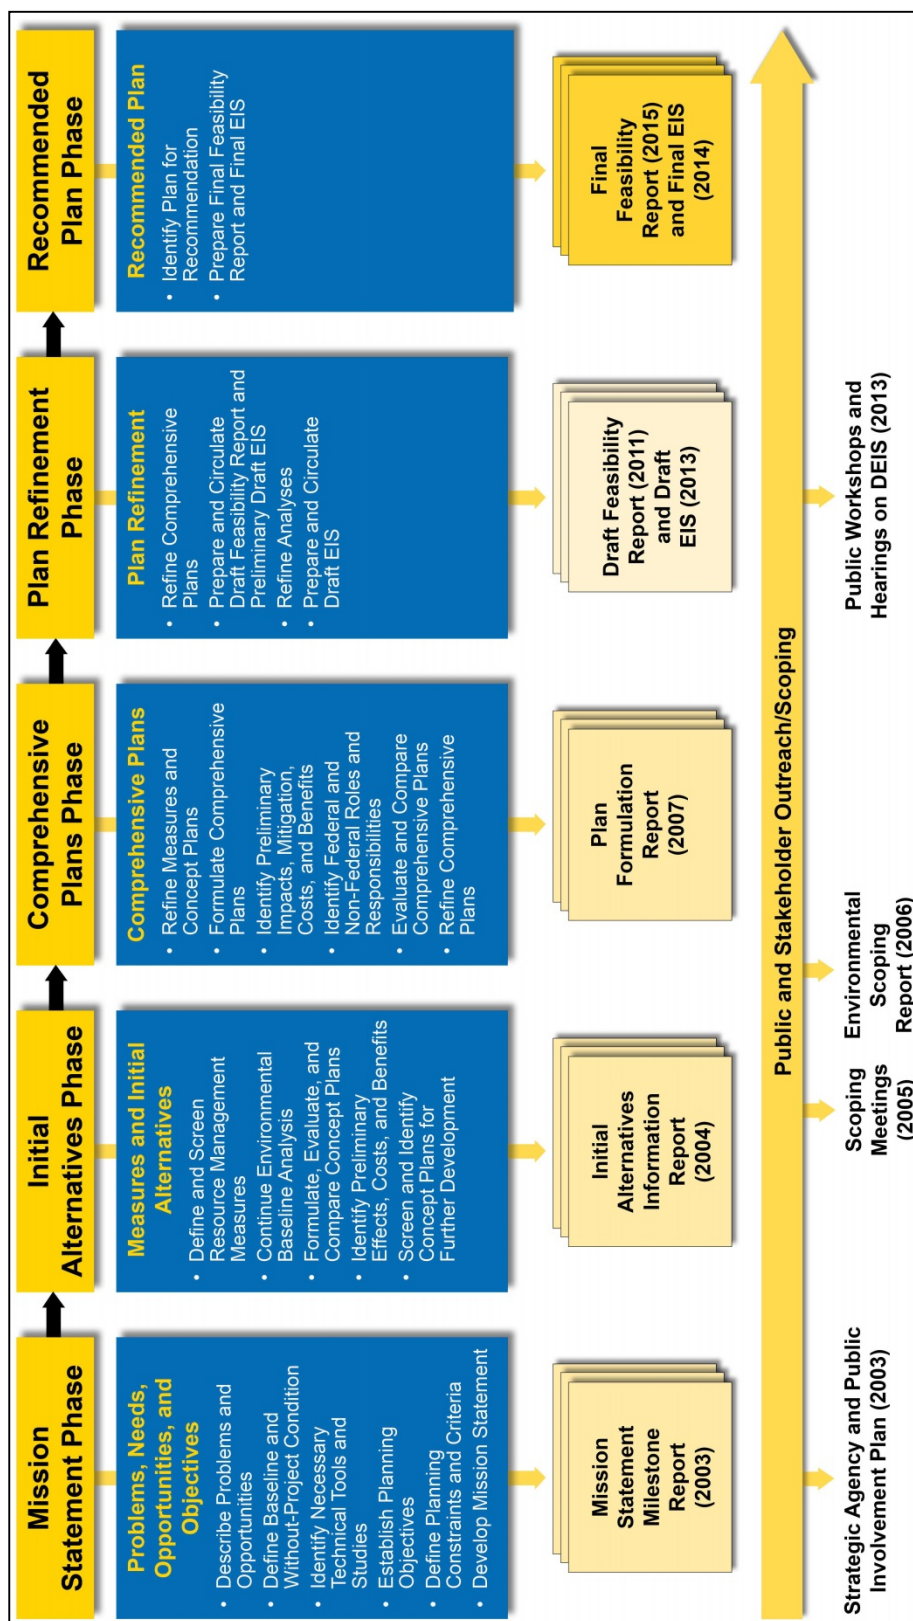 Mission
Statement Phase
Initial
Alternatives Phase
Comprehensive
Plans Phase
Plan Refinement
Phase
Recommended
Plan Phase
Problems, Needs,
Opportunities, and
Objectives
• Describe Problems and
Opportunities
• Define Baseline and
Without-Project Condition
• Identify Necessary
Technical Tools and
Studies
• Establish Planning
Objectives
• Define Planning
Constraints and Criteria
• Develop Mission Statement
Measures and Initial
Alternatives
• Define and Screen
Resource Management
Measures
• Continue Environmental
Baseline Analysis
• Formulate, Evaluate, and
Compare Concept Plans
• Identify Preliminary
Effects, Costs, and Benefits
• Screen and Identify
Concept Plans for
Further Development
Comprehensive Plans
• Refine Measures and
Concept Plans
• Formulate Comprehensive
Plans
• Identify Preliminary
Impacts, Mitigation,
Costs, and Benefits
• Identify Federal and
Non-Federal Roles and
Responsibilities
• Evaluate and Compare
Comprehensive Plans
• Refine Comprehensive
Plans
Plan Refinement
• Refine Comprehensive
Plans
• Prepare and Circulate
Draft Feasibility Report and
Preliminary Draft EIS
• Refine Analyses
• Prepare and Circulate
Draft EIS
Recommended Plan
• Identify Plan for
Recommendation
• Prepare Final Feasibility
Report and Final EIS
Mission
Statement
Milestone
Report
(2003)
Initial
Alternatives
Information
Report
(2004)
Plan
Formulation
Report
(2007)
Draft Feasibility
Report (2011)
and Draft
EIS (2013)
Final
Feasibility
Report (2015)
and Final EIS
(2014)
Public and Stakeholder Outreach/Scoping
Strategic Agency and Public
Involvement Plan (2003)
Scoping
Meetings
(2005)
Environmental
Scoping
Report (2006)
Public Workshops and
Hearings on DEIS (2013)